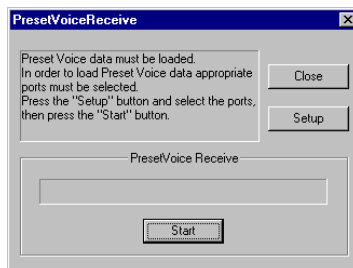 PresetVoiceReceive
Preset Voice data must be loaded.
In order to load Preset Voice data appropriate
ports must be selected.
Press the "Setup" button and select the ports,
then press the "Start" button.
Close
Setup
PresetVoice Receive
Start